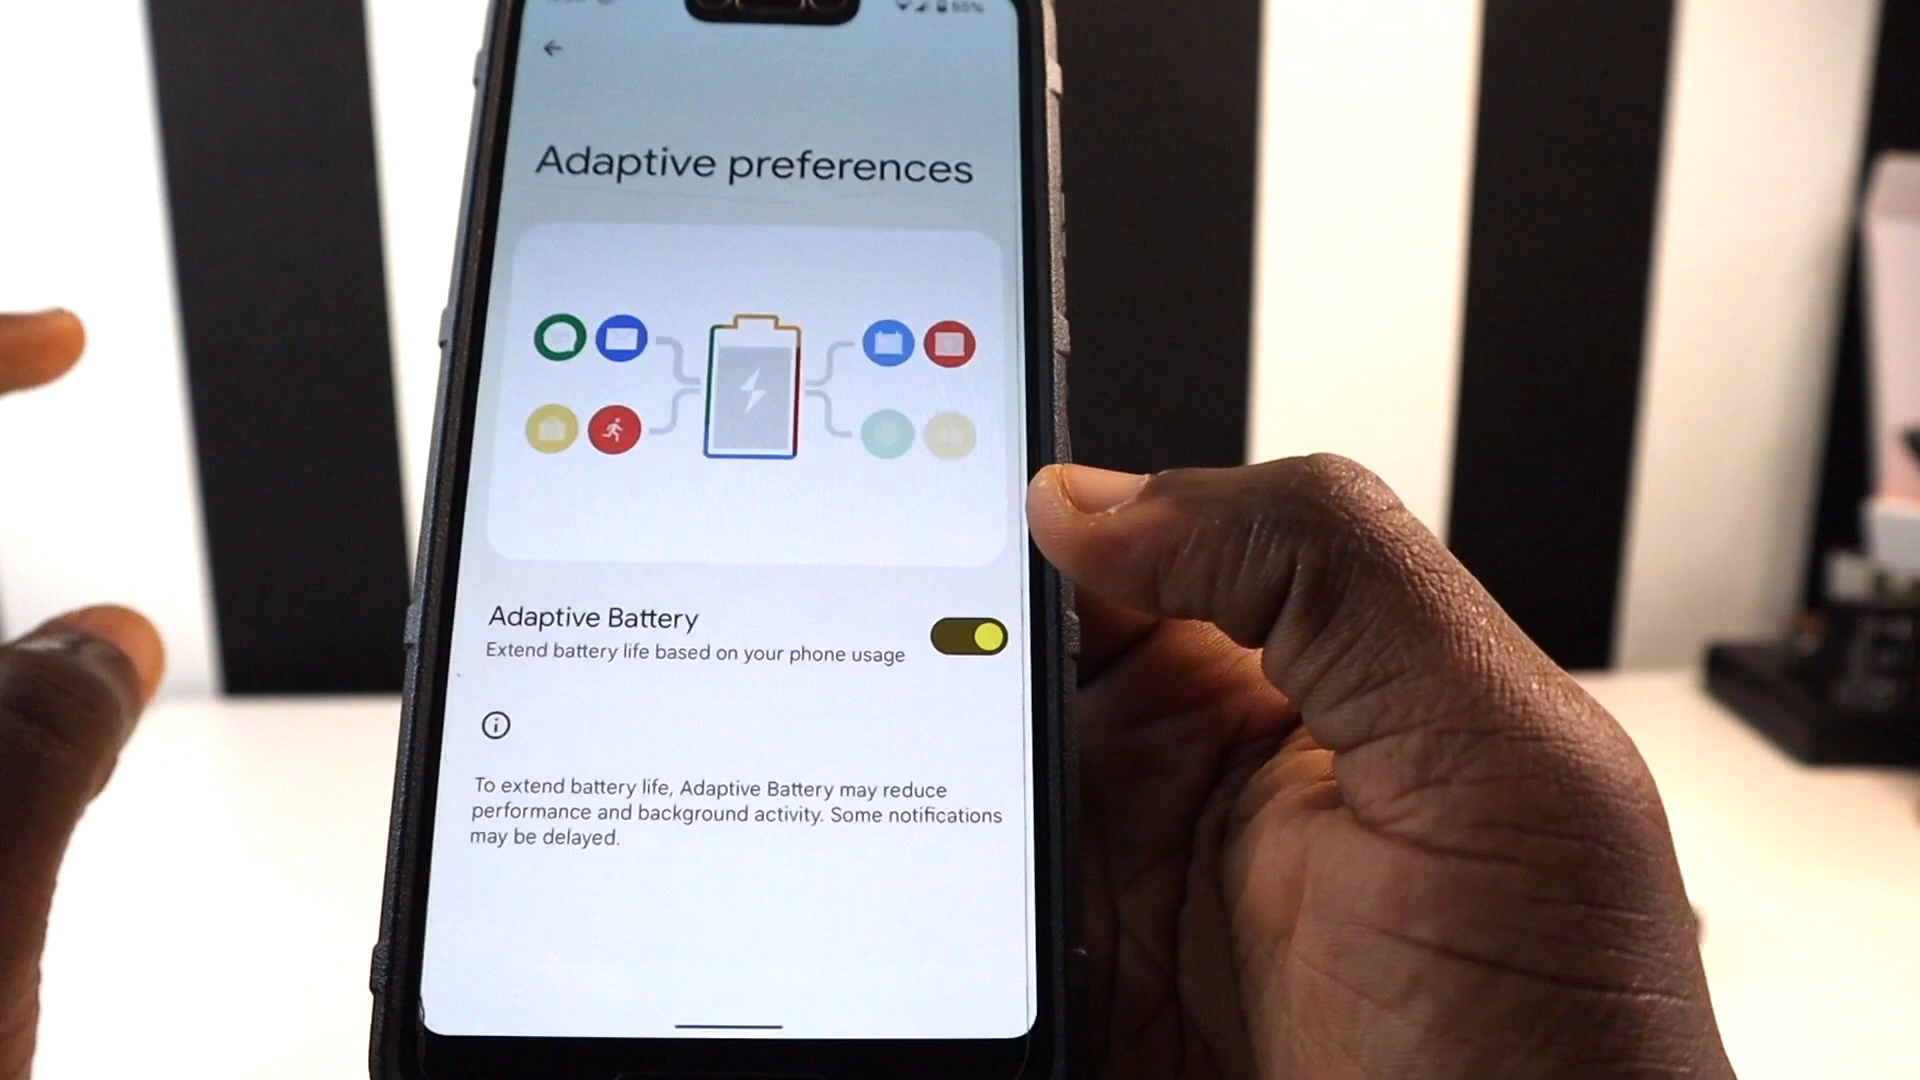 Adaptive preferences
Adaptive Battery
Extend battery life based on your phone usage
To extend battery life, Adaptive Battery may reduce
performance and background activity. Some notifications
may be delayed.